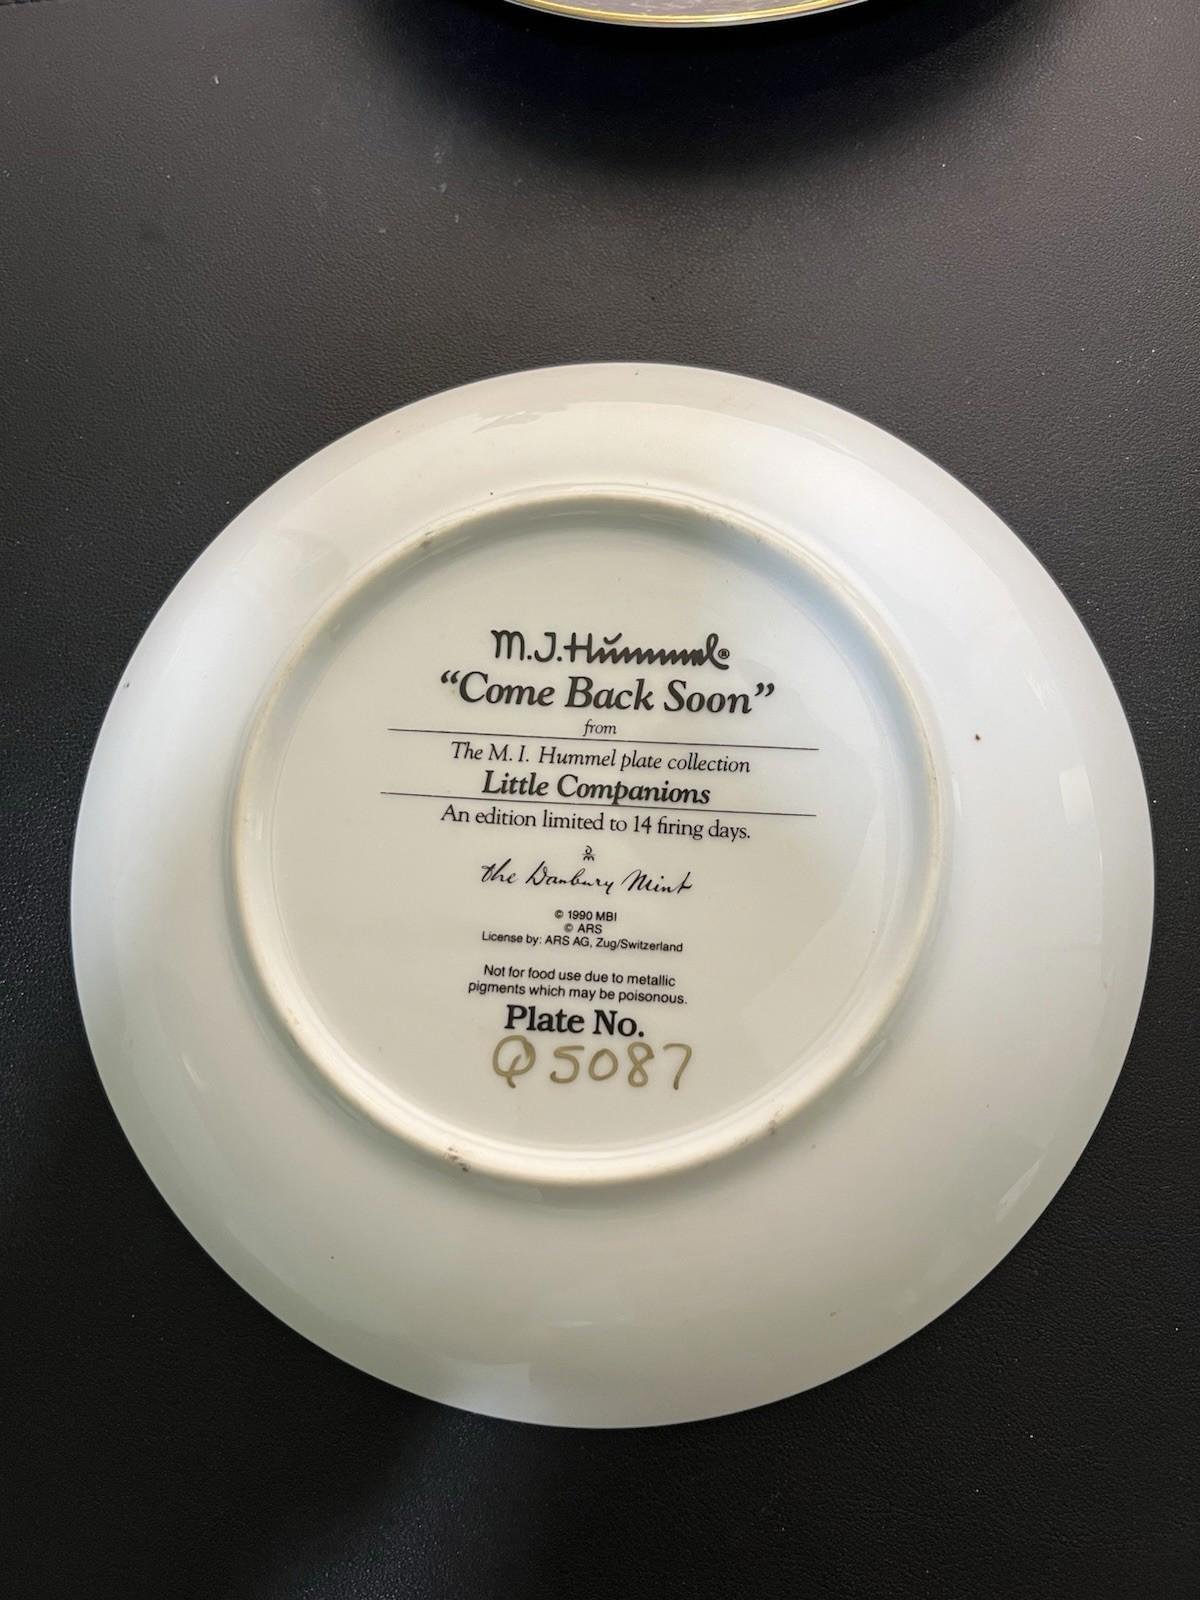 M.J.Hummel®
“Come Back Soon”
from
The M. I. Hummel plate collection
Little Companions
An edition limited to 14 firing days.
The Danbury Mint
© 1990 MBI
© ARS
License by: ARS AG, Zug/Switzerland
Not for food use due to metallic
pigments which may be poisonous.
Plate No.
Q5087